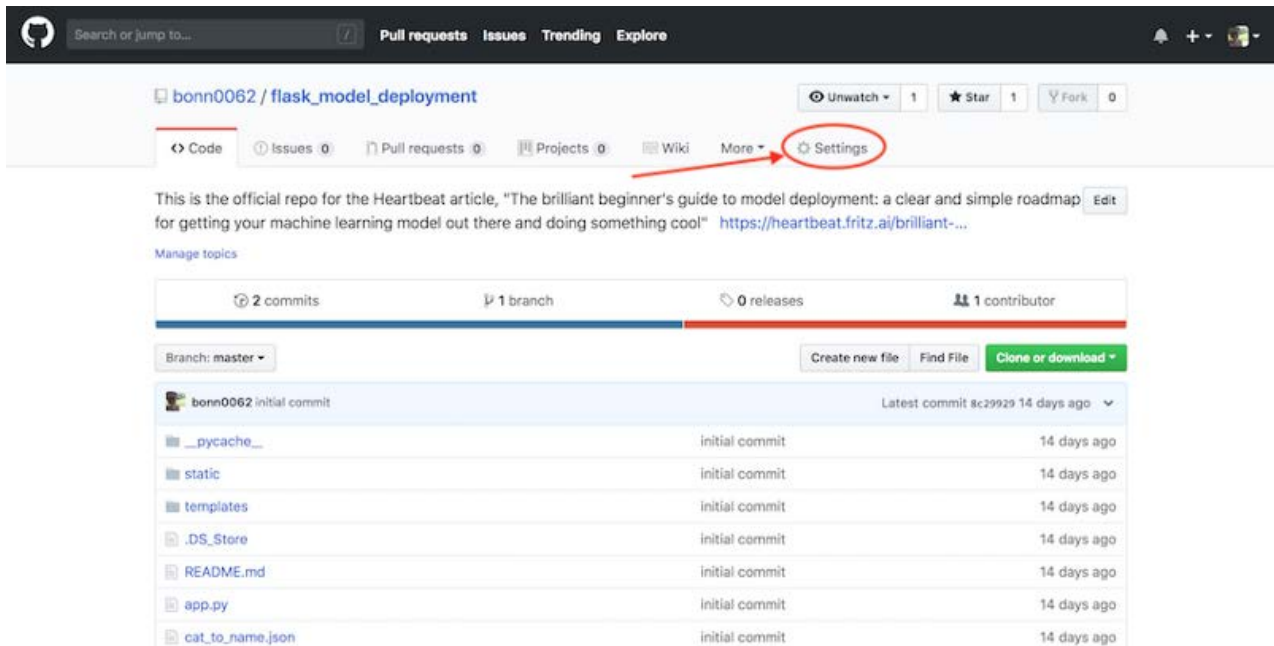 Search or jump to... / Pull requests Issues Trending Explore
bonn0062 / flask_model_deployment Unwatch 1 Star 1 Fork 0
<> Code Issues 0 Pull requests 0 Projects 0 Wiki More Settings
This is the official repo for the Heartbeat article, "The brilliant beginner's guide to model deployment: a clear and simple roadmap Edit
for getting your machine learning model out there and doing something cool" https://heartbeat.fritz.ai/brilliant-...
Manage topics
2 commits 1 branch 0 releases 1 contributor
Branch: master Create new file Find File Clone or download
bonn0062 initial commit Latest commit 8c29929 14 days ago
__pycache__ initial commit 14 days ago
static initial commit 14 days ago
templates initial commit 14 days ago
.DS_Store initial commit 14 days ago
README.md initial commit 14 days ago
app.py initial commit 14 days ago
cat_to_name.json initial commit 14 days ago